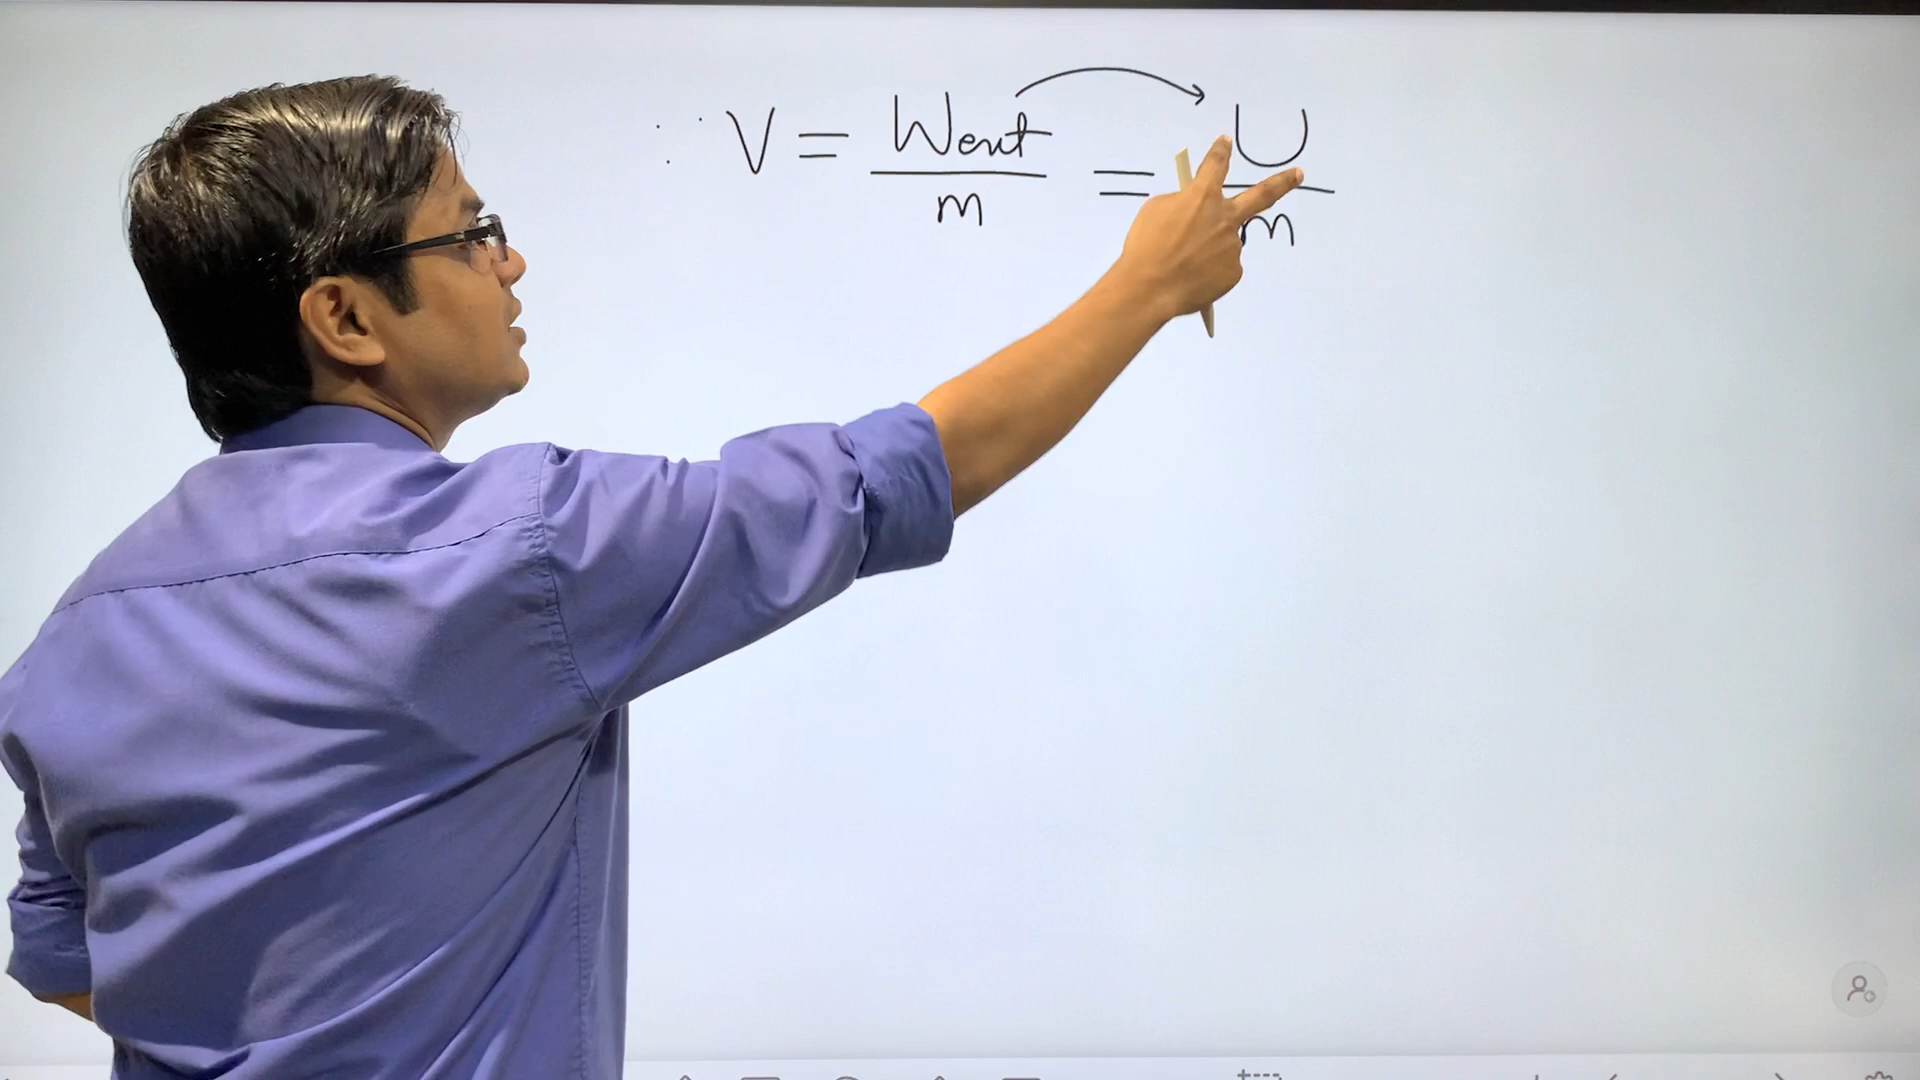 ∵ V = Wext / m = U / m